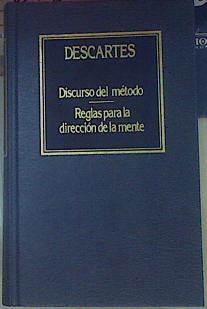 DESCARTES
Discurso del método
Reglas para la
dirección de la mente